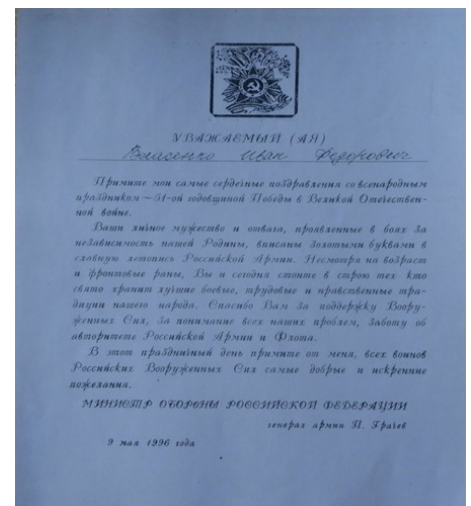 УВАЖАЕМЫЙ (АЯ)
Власенко Иван Федорович
Примите мои самые сердечные поздравления со всенародным
праздником — 51-ой годовщиной Победы в Великой Отечествен-
ной войне.
Ваши личное мужество и отвага, проявленные в боях за
независимость нашей Родины, вписаны золотыми буквами в
славную летопись Российской Армии. Несмотря на возраст
и фронтовые раны, Вы и сегодня стоите в строю тех кто
свято хранит лучшие боевые, трудовые и нравственные тра-
диции нашего народа. Спасибо Вам за поддержку Воору-
женных Сил, за понимание всех наших проблем, заботу об
авторитете Российской Армии и Флота.
В этот праздничный день примите от меня, всех воинов
Российских Вооруженных Сил самые добрые и искренние
пожелания.
МИНИСТР ОБОРОНЫ РОССИЙСКОЙ ФЕДЕРАЦИИ
генерал армии П. Грачев
9 мая 1996 года